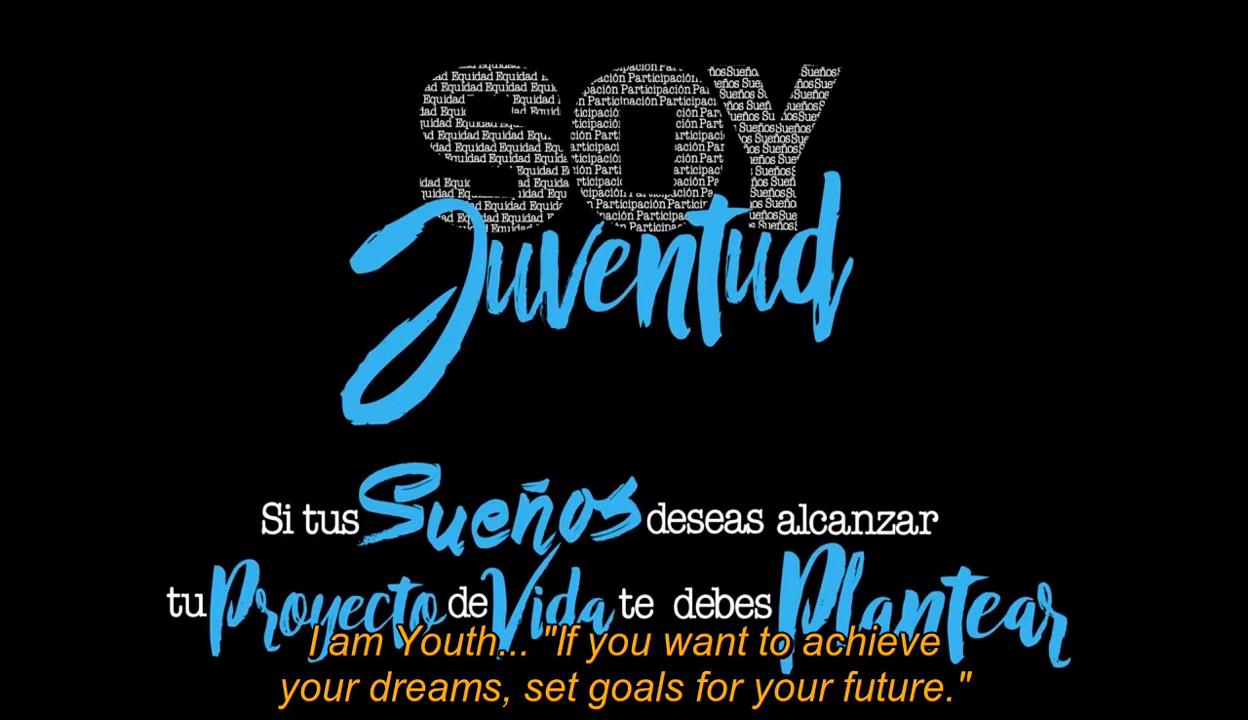 SOY
Juventud
Si tus Sueños deseas alcanzar
tu Proyecto de Vida te debes Plantear
I am Youth... "If you want to achieve
your dreams, set goals for your future."